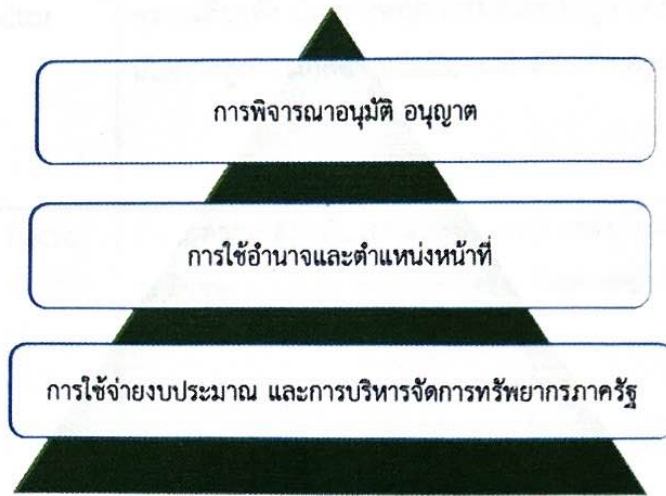 การพิจารณาอนุมัติ อนุญาต
การใช้อำนาจและตำแหน่งหน้าที่
การใช้จ่ายงบประมาณ และการบริหารจัดการทรัพยากรภาครัฐ